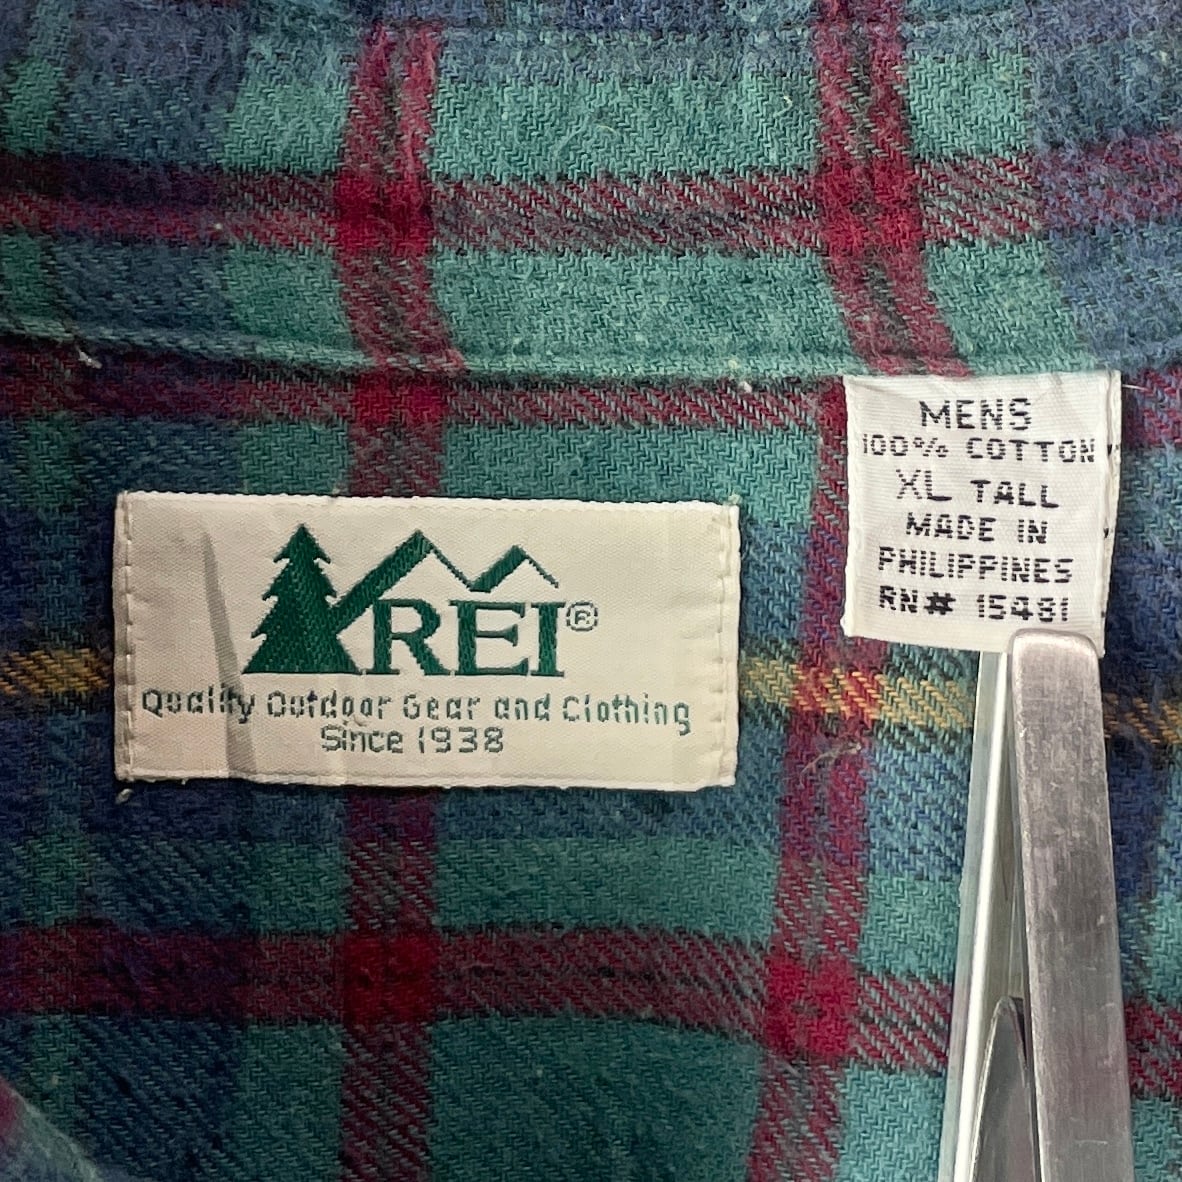 REI®
Quality Outdoor Gear and Clothing
Since 1938
MENS
100% COTTON
XL TALL
MADE IN
PHILIPPINES
RN# 15481